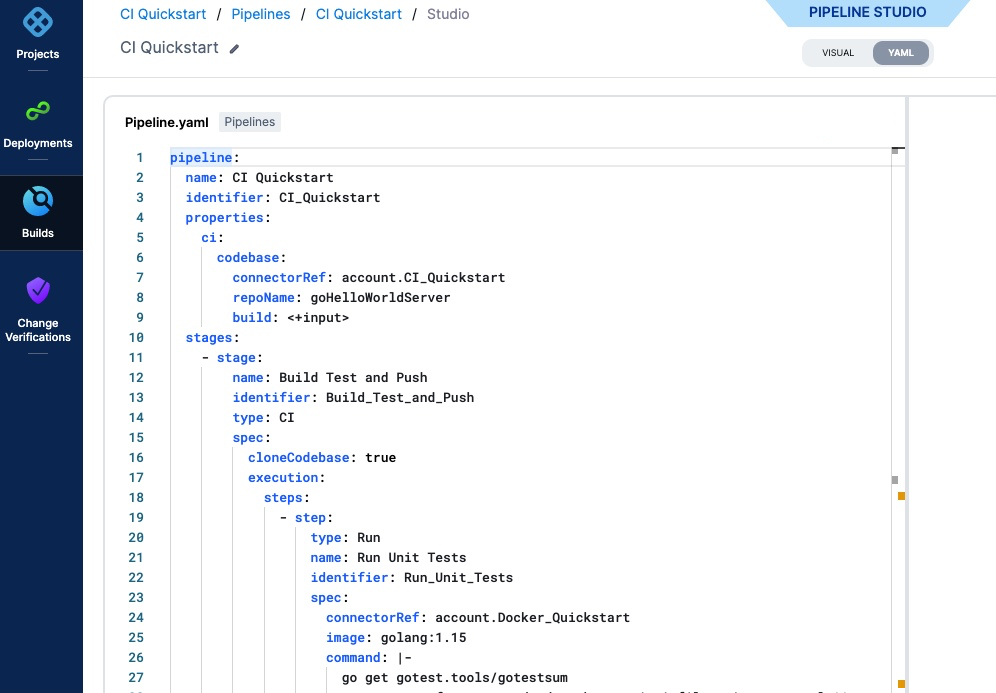 CI Quickstart / Pipelines / CI Quickstart / Studio
PIPELINE STUDIO
CI Quickstart
VISUAL YAML
Projects
Deployments
Builds
Change
Verifications
Pipeline.yaml Pipelines
1 pipeline:
2 name: CI Quickstart
3 identifier: CI_Quickstart
4 properties:
5 ci:
6 codebase:
7 connectorRef: account.CI_Quickstart
8 repoName: goHelloWorldServer
9 build: <+input>
10 stages:
11 - stage:
12 name: Build Test and Push
13 identifier: Build_Test_and_Push
14 type: CI
15 spec:
16 cloneCodebase: true
17 execution:
18 steps:
19 - step:
20 type: Run
21 name: Run Unit Tests
22 identifier: Run_Unit_Tests
23 spec:
24 connectorRef: account.Docker_Quickstart
25 image: golang:1.15
26 command: |-
27 go get gotest.tools/gotestsum